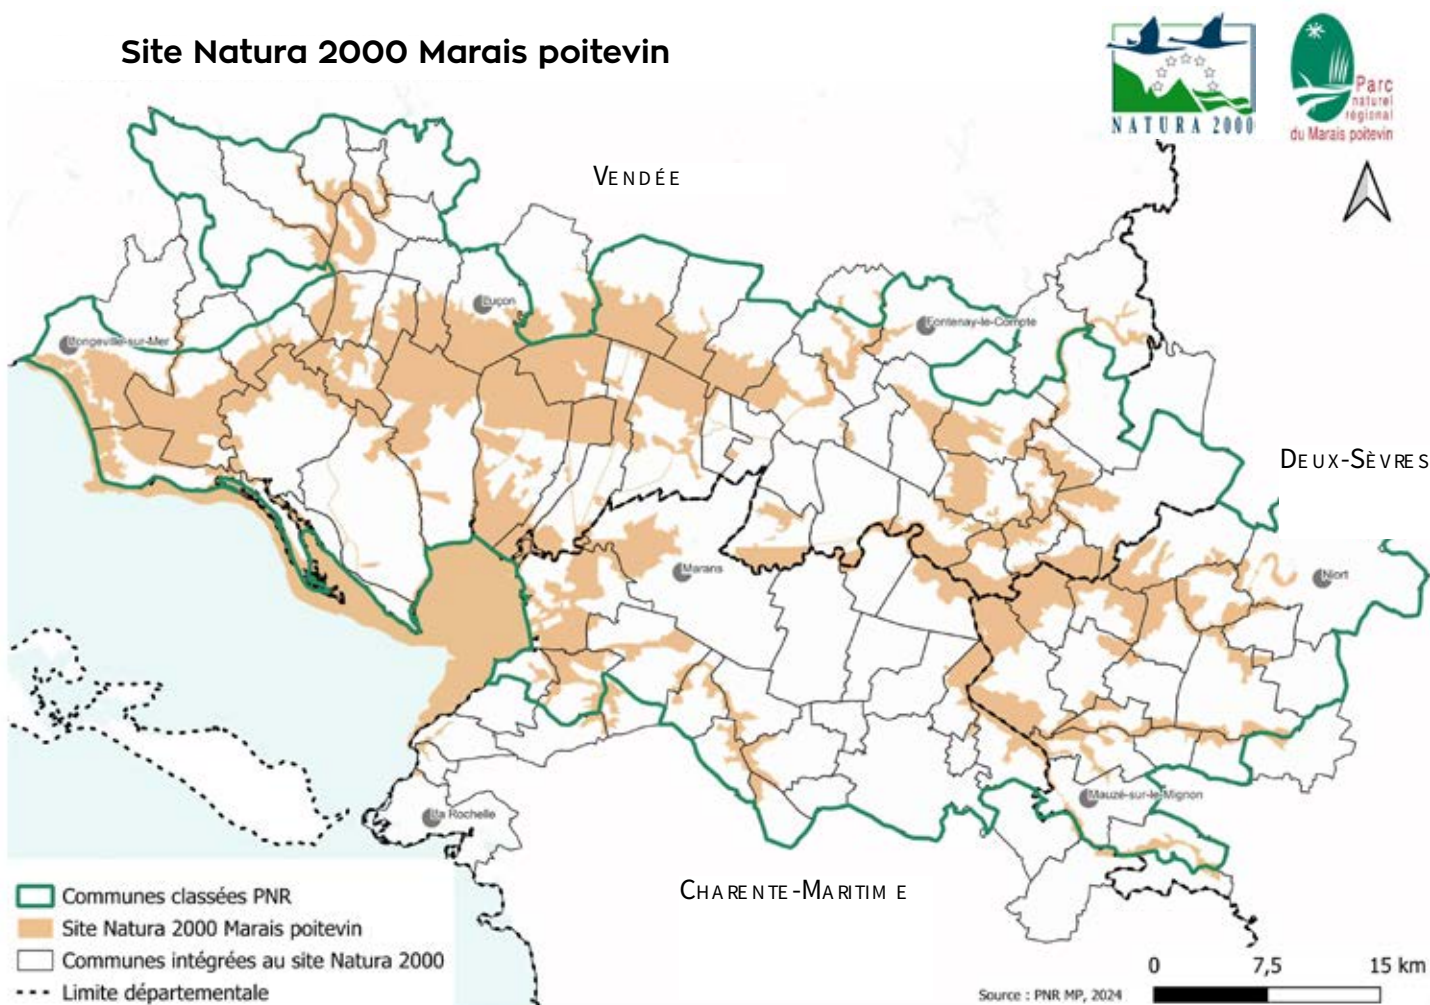 Site Natura 2000 Marais poitevin
NATURA 2000
Parc
naturel
régional
du Marais poitevin
VENDÉE
Luçon
Fontenay-le-Compte
Longeville-sur-Mer
DEUX-SÈVRES
Marans
Niort
Mauzé-sur-le-Mignon
La Rochelle
CHARENTE-MARITIME
Communes classées PNR
Site Natura 2000 Marais poitevin
Communes intégrées au site Natura 2000
Limite départementale
0 7,5 15 km
Source : PNR MP, 2024